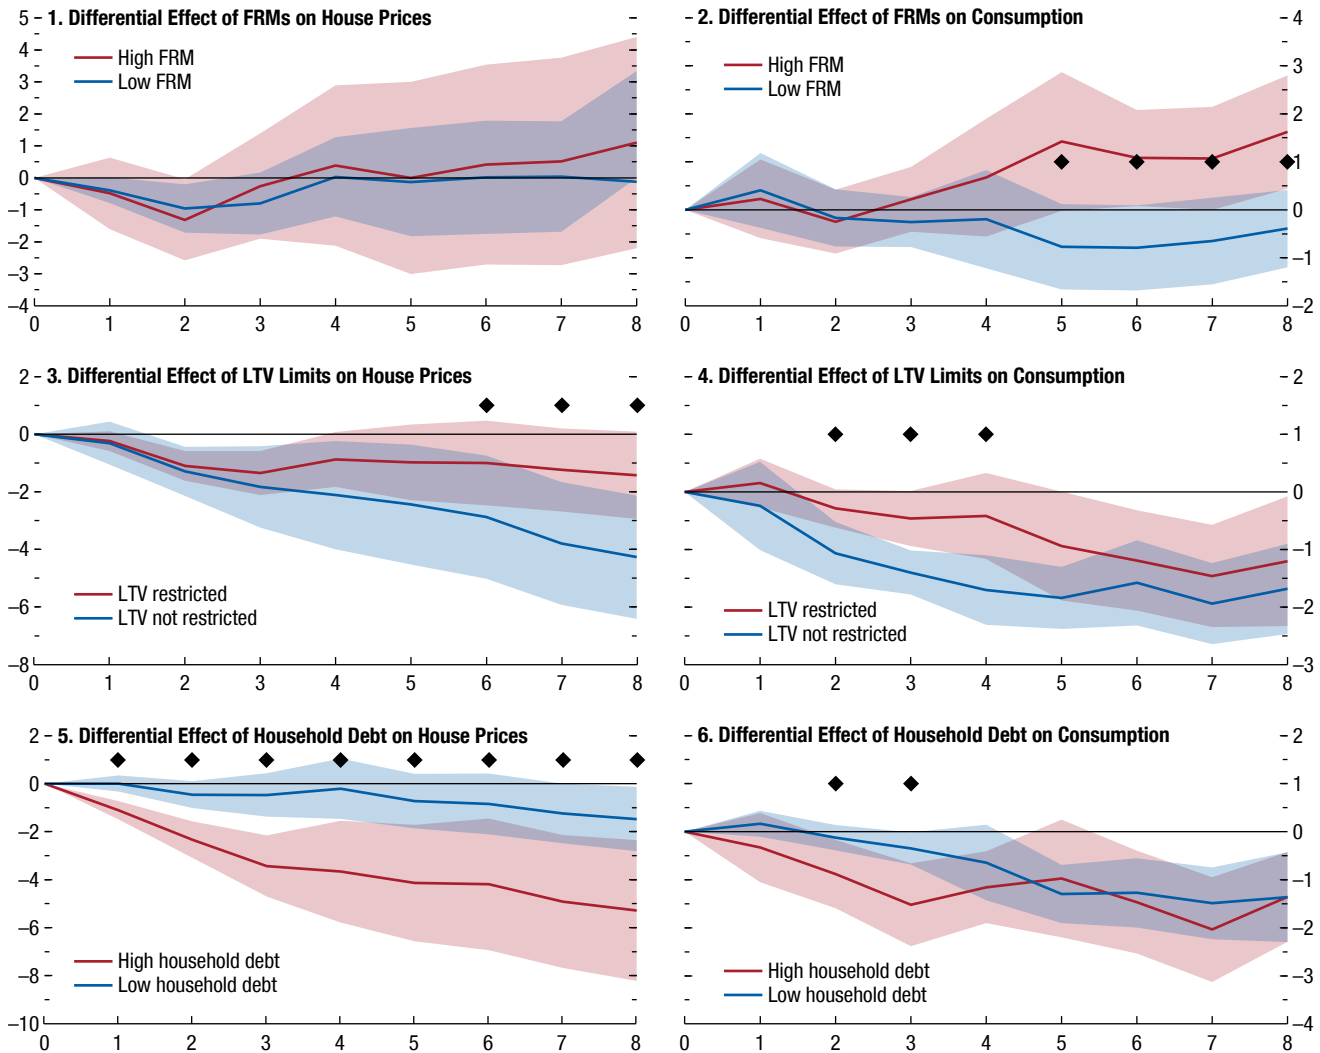 1. Differential Effect of FRMs on House Prices
5
4
3
2
1
0
–1
–2
–3
–4
High FRM
Low FRM
0 1 2 3 4 5 6 7 8
2. Differential Effect of FRMs on Consumption
4
3
2
1
0
–1
–2
High FRM
Low FRM
0 1 2 3 4 5 6 7 8
3. Differential Effect of LTV Limits on House Prices
2
0
–2
–4
–6
–8
LTV restricted
LTV not restricted
0 1 2 3 4 5 6 7 8
4. Differential Effect of LTV Limits on Consumption
2
1
0
–1
–2
–3
LTV restricted
LTV not restricted
0 1 2 3 4 5 6 7 8
5. Differential Effect of Household Debt on House Prices
2
0
–2
–4
–6
–8
–10
High household debt
Low household debt
0 1 2 3 4 5 6 7 8
6. Differential Effect of Household Debt on Consumption
2
1
0
–1
–2
–3
–4
High household debt
Low household debt
0 1 2 3 4 5 6 7 8